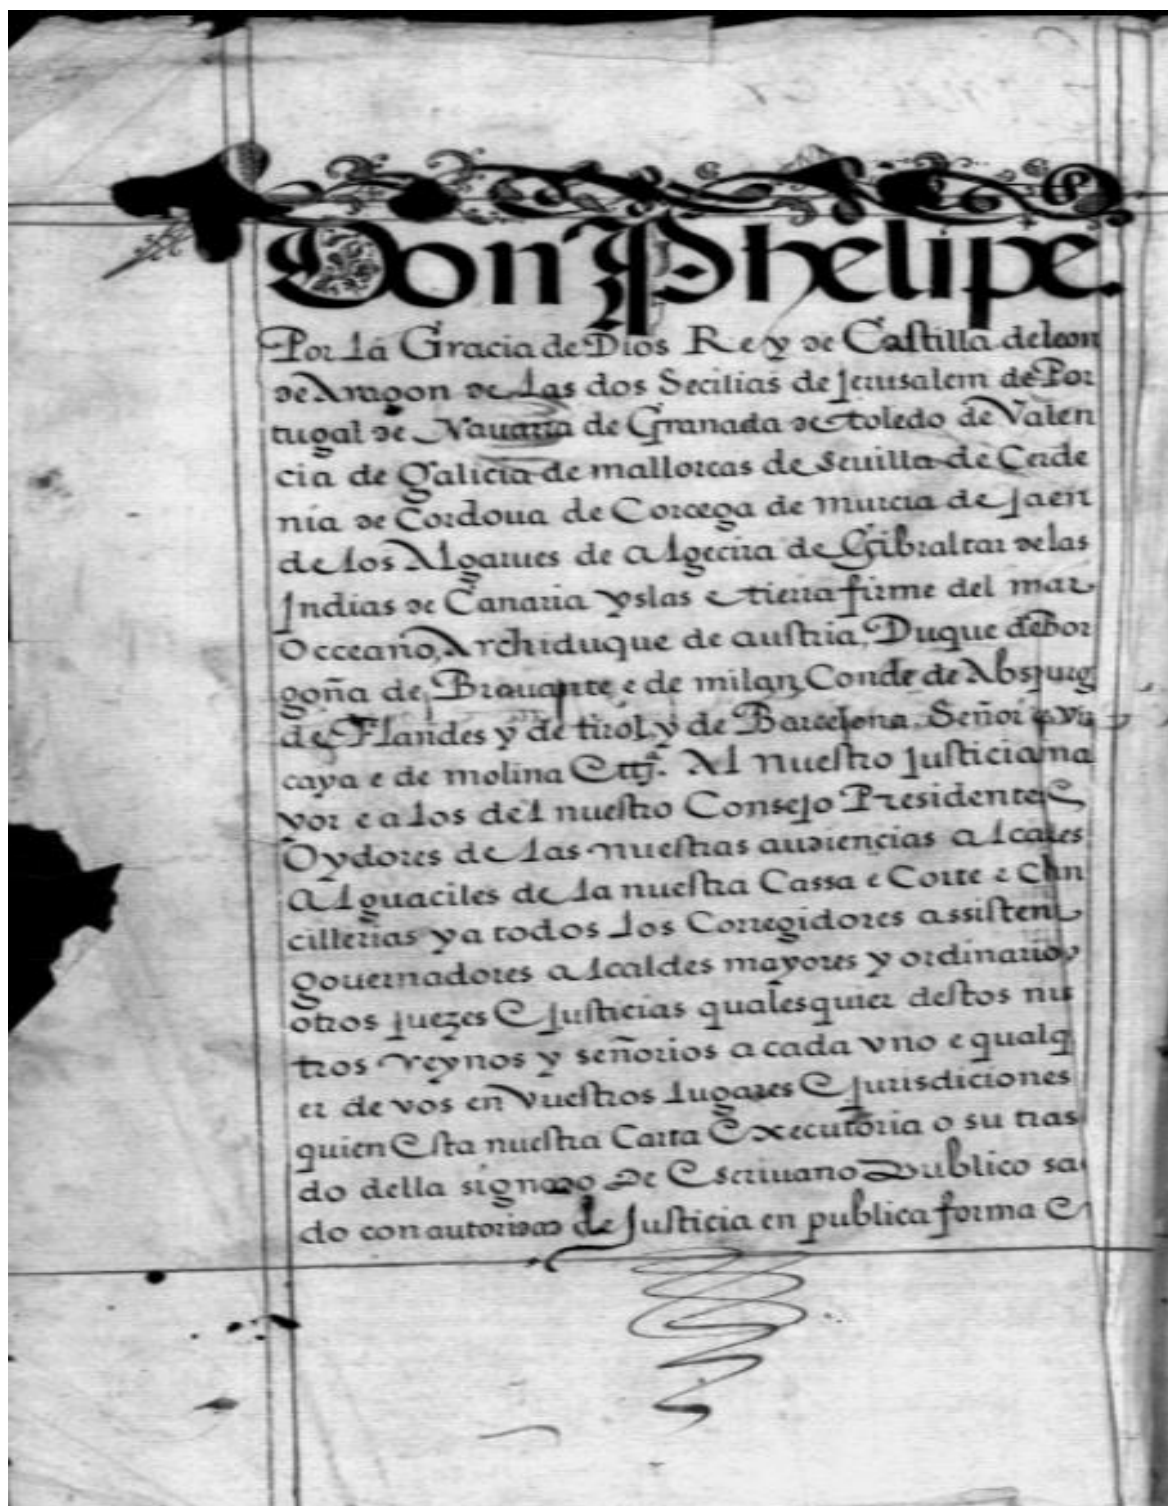 Don Phelipe.
Por la Gracia de Dios Rey de Castilla de leon
de Aragon de las dos Secilias de Jerusalem de Por
tugal de Nauarra de Granada de toledo de Valen
cia de Galicia de mallorcas de seuilla de Cerde
nia de Cordoua de Corcega de murcia de Jaen
de los Algarues de Algecira de Gibraltar de las
Indias de Canaria yslas e tierra firme del mar
Occeano, Archiduque de austria, Duque de Bor
goña de Brauante e de milan, Conde de Abspurg
de Flandes y de tirol y de Barcelona, Señor de Viz
caya e de molina Ettª. Al nuestro Justicia ma
yor e a los del nuestro Consejo Presidente E
Oydores de las nuestras audiencias alcales
Alguaciles de la nuestra Cassa e Corte e Chn
cillerias y a todos los Corregidores assisten
gouernadores alcaldes mayores y ordinarios
otros juezes E Justicias qualesquier destos nu
tros reynos y señorios a cada vno e qualq
er de vos en Vuestros lugares E jurisdiciones
quien Esta nuestra Carta Executoria o su tras
do della signado de Escriuano Publico sa
do con autoridad de Justicia en publica forma E